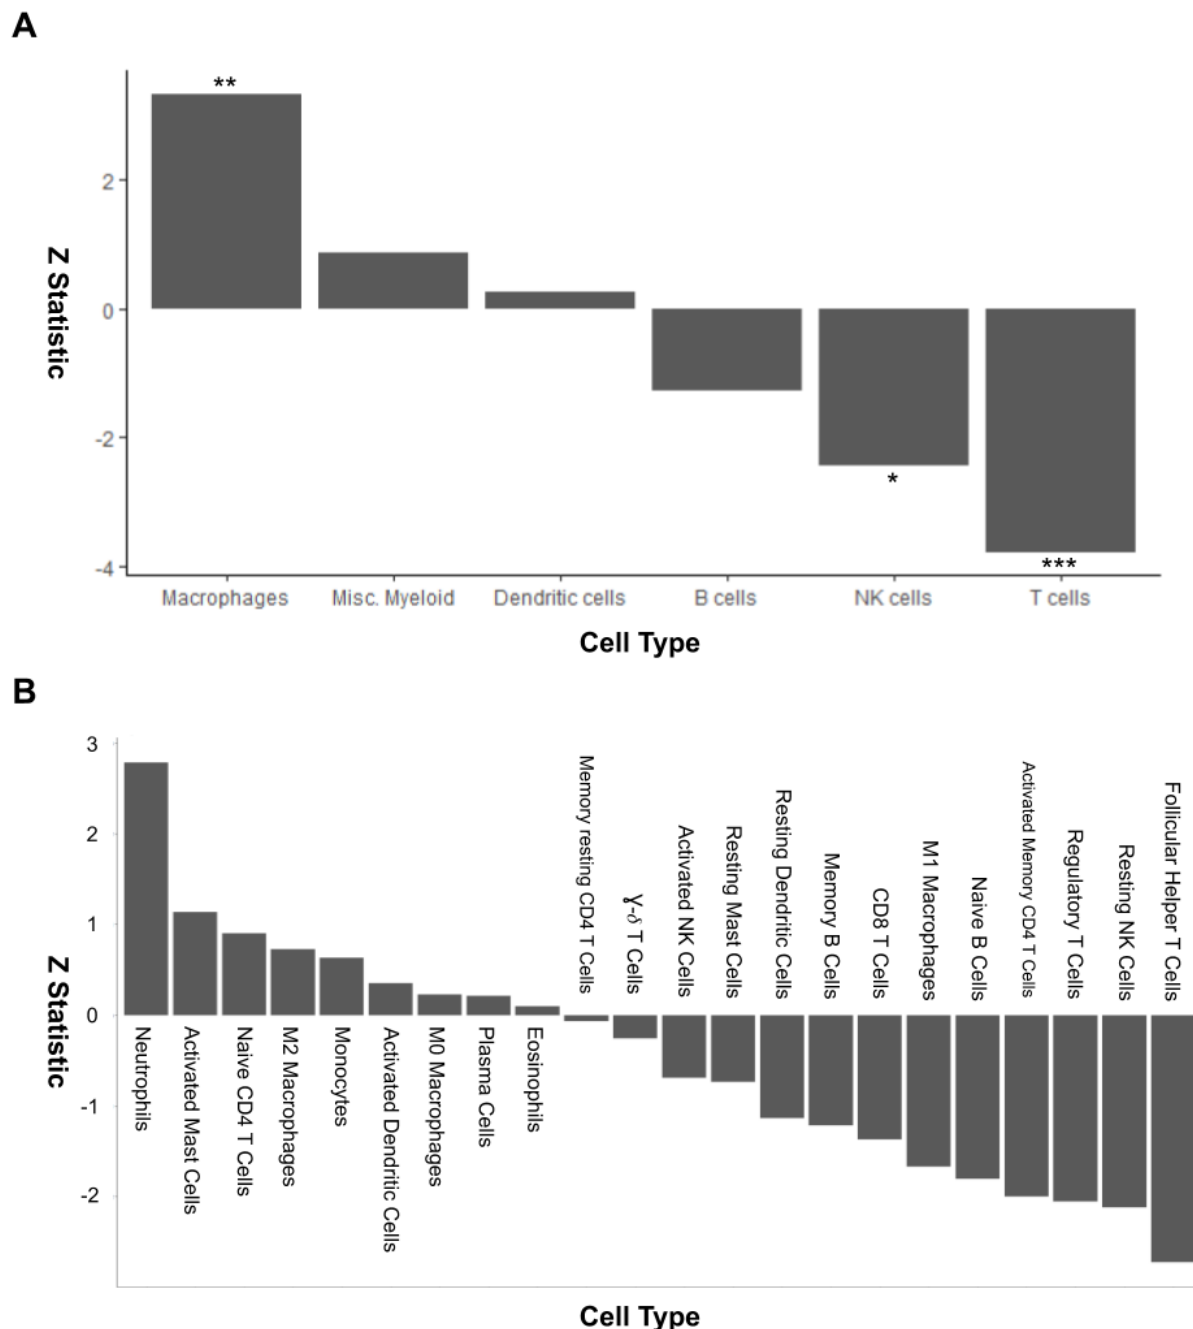 A
**
2
0
-2
-4
*
***
Z Statistic
Macrophages
Misc. Myeloid
Dendritic cells
B cells
NK cells
T cells
Cell Type
B
3
2
1
0
-1
-2
Z Statistic
Neutrophils
Activated Mast Cells
Naive CD4 T Cells
M2 Macrophages
Monocytes
Activated Dendritic Cells
M0 Macrophages
Plasma Cells
Eosinophils
Memory resting CD4 T Cells
γ-δ T Cells
Activated NK Cells
Resting Mast Cells
Resting Dendritic Cells
Memory B Cells
CD8 T Cells
M1 Macrophages
Naive B Cells
Activated Memory CD4 T Cells
Regulatory T Cells
Resting NK Cells
Follicular Helper T Cells
Cell Type